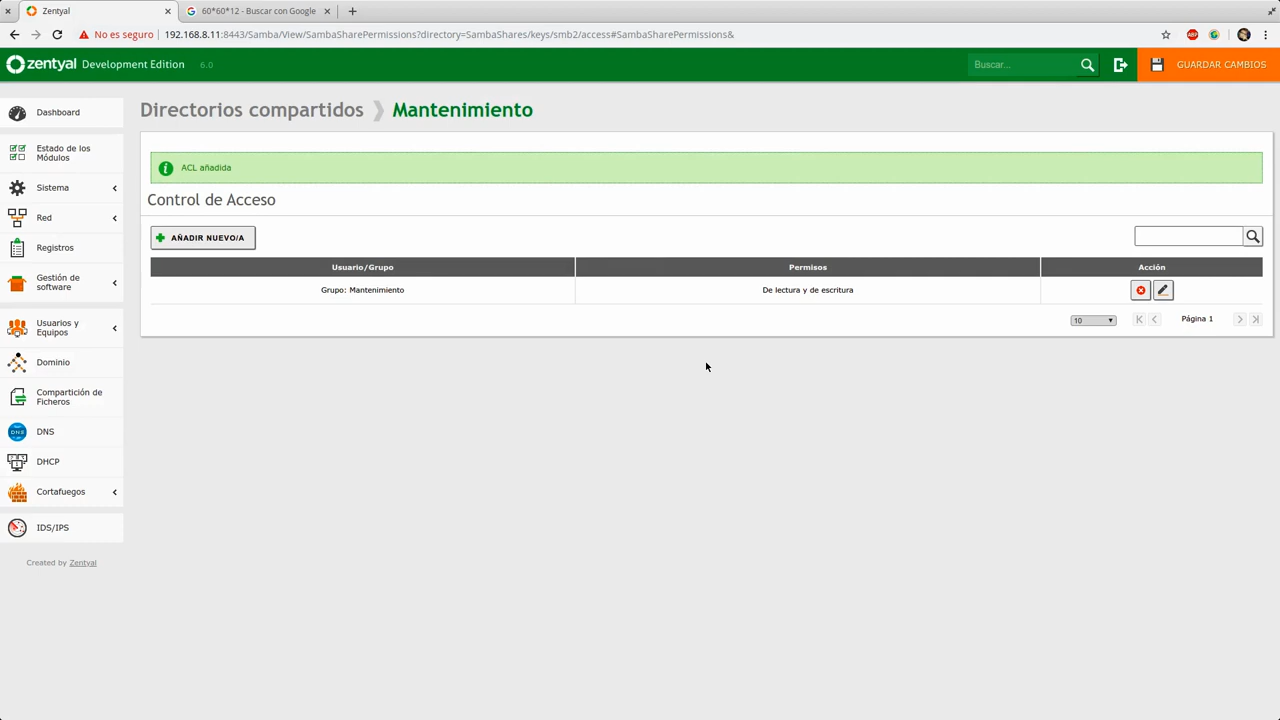 Zentyal
60*60*12 - Buscar con Google
No es seguro
192.168.8.11:8443/Samba/View/SambaSharePermissions?directory=SambaShares/keys/smb2/access#SambaSharePermissions&
zentyal Development Edition 6.0
Buscar...
GUARDAR CAMBIOS
Dashboard
Estado de los
Módulos
Sistema
Red
Registros
Gestión de
software
Usuarios y
Equipos
Dominio
Compartición de
Ficheros
DNS
DNS
DHCP
Cortafuegos
IDS/IPS
Created by Zentyal
Directorios compartidos Mantenimiento
ACL añadida
Control de Acceso
AÑADIR NUEVO/A
Usuario/Grupo Permisos Acción
Grupo: Mantenimiento De lectura y de escritura
10 Página 1